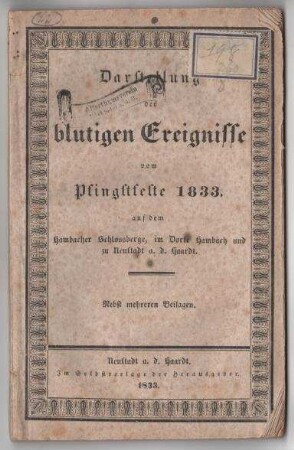 Darstellung
der
blutigen Ereignisse
vom
Pfingstfeste 1833.
auf dem
Hambacher Schlossberge, im Dorfe Hambach und
zu Neustadt a. d. Haardt.
Nebst mehreren Beilagen.
Neustadt a. d. Haardt.
Im Selbstverlage der Herausgeber.
1833.